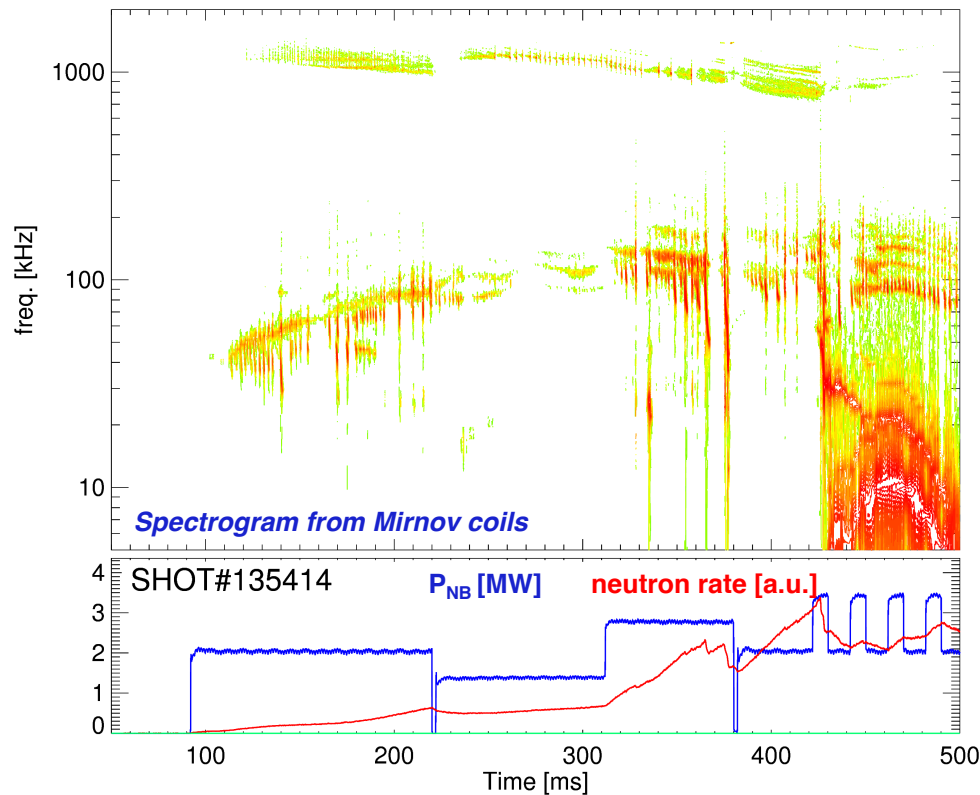 1000
100
10
freq. [kHz]
Spectrogram from Mirnov coils
SHOT#135414 P_NB [MW] neutron rate [a.u.]
4
3
2
1
0
100 200 300 400 500
Time [ms]